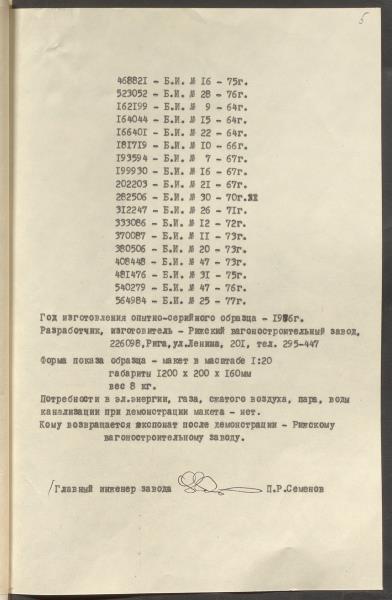 5
468821 - Б.И. № 16 - 75г.
523052 - Б.И. № 28 - 76г.
162199 - Б.И. № 9 - 64г.
164044 - Б.И. № 15 - 64г.
166401 - Б.И. № 22 - 64г.
181719 - Б.И. № 10 - 66г.
193594 - Б.И. № 7 - 67г.
199930 - Б.И. № 16 - 67г.
202203 - Б.И. № 21 - 67г.
282506 - Б.И. № 30 - 70г.
312247 - Б.И. № 26 - 71г.
333086 - Б.И. № 12 - 72г.
370087 - Б.И. № 11 - 73г.
380506 - Б.И. № 20 - 73г.
408448 - Б.И. № 47 - 73г.
481476 - Б.И. № 31 - 75г.
540279 - Б.И. № 47 - 76г.
564984 - Б.И. № 25 - 77г.
Год изготовления опытно-серийного образца -
Разработчик, изготовитель - Рижский вагоностроительный завод,
226098,Рига,ул.Ленина, 201, тел. 295-447
Форма показа образца - макет в масштабе 1:20
габариты 1200 х 200 х 160мм
вес 8 кг.
Потребности в эл.энергии, газа, сжатого воздуха, пара, воды
канализации при демонстрации макета - нет.
Кому возвращается экспонат после демонстрации - Рижскому
вагоностроительному заводу.
/Главный инженер завода П.Р.Семенов